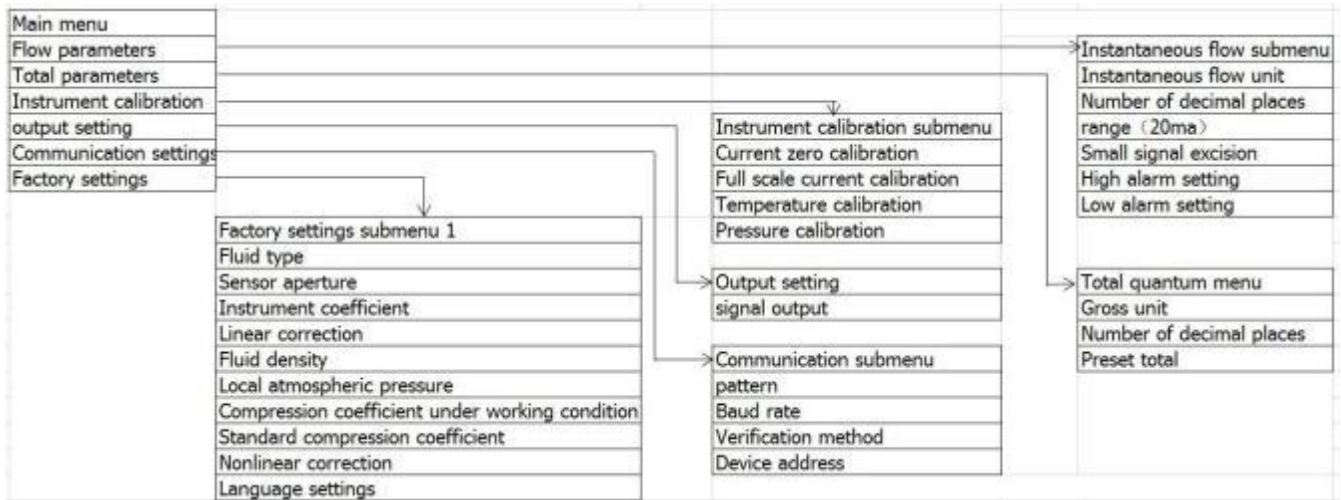 Main menu
Flow parameters
Total parameters
Instrument calibration
output setting
Communication settings
Factory settings
Factory settings submenu 1
Fluid type
Sensor aperture
Instrument coefficient
Linear correction
Fluid density
Local atmospheric pressure
Compression coefficient under working condition
Standard compression coefficient
Nonlinear correction
Language settings
Instrument calibration submenu
Current zero calibration
Full scale current calibration
Temperature calibration
Pressure calibration
Output setting
signal output
Communication submenu
pattern
Baud rate
Verification method
Device address
Instantaneous flow submenu
Instantaneous flow unit
Number of decimal places
range（20ma）
Small signal excision
High alarm setting
Low alarm setting
Total quantum menu
Gross unit
Number of decimal places
Preset total